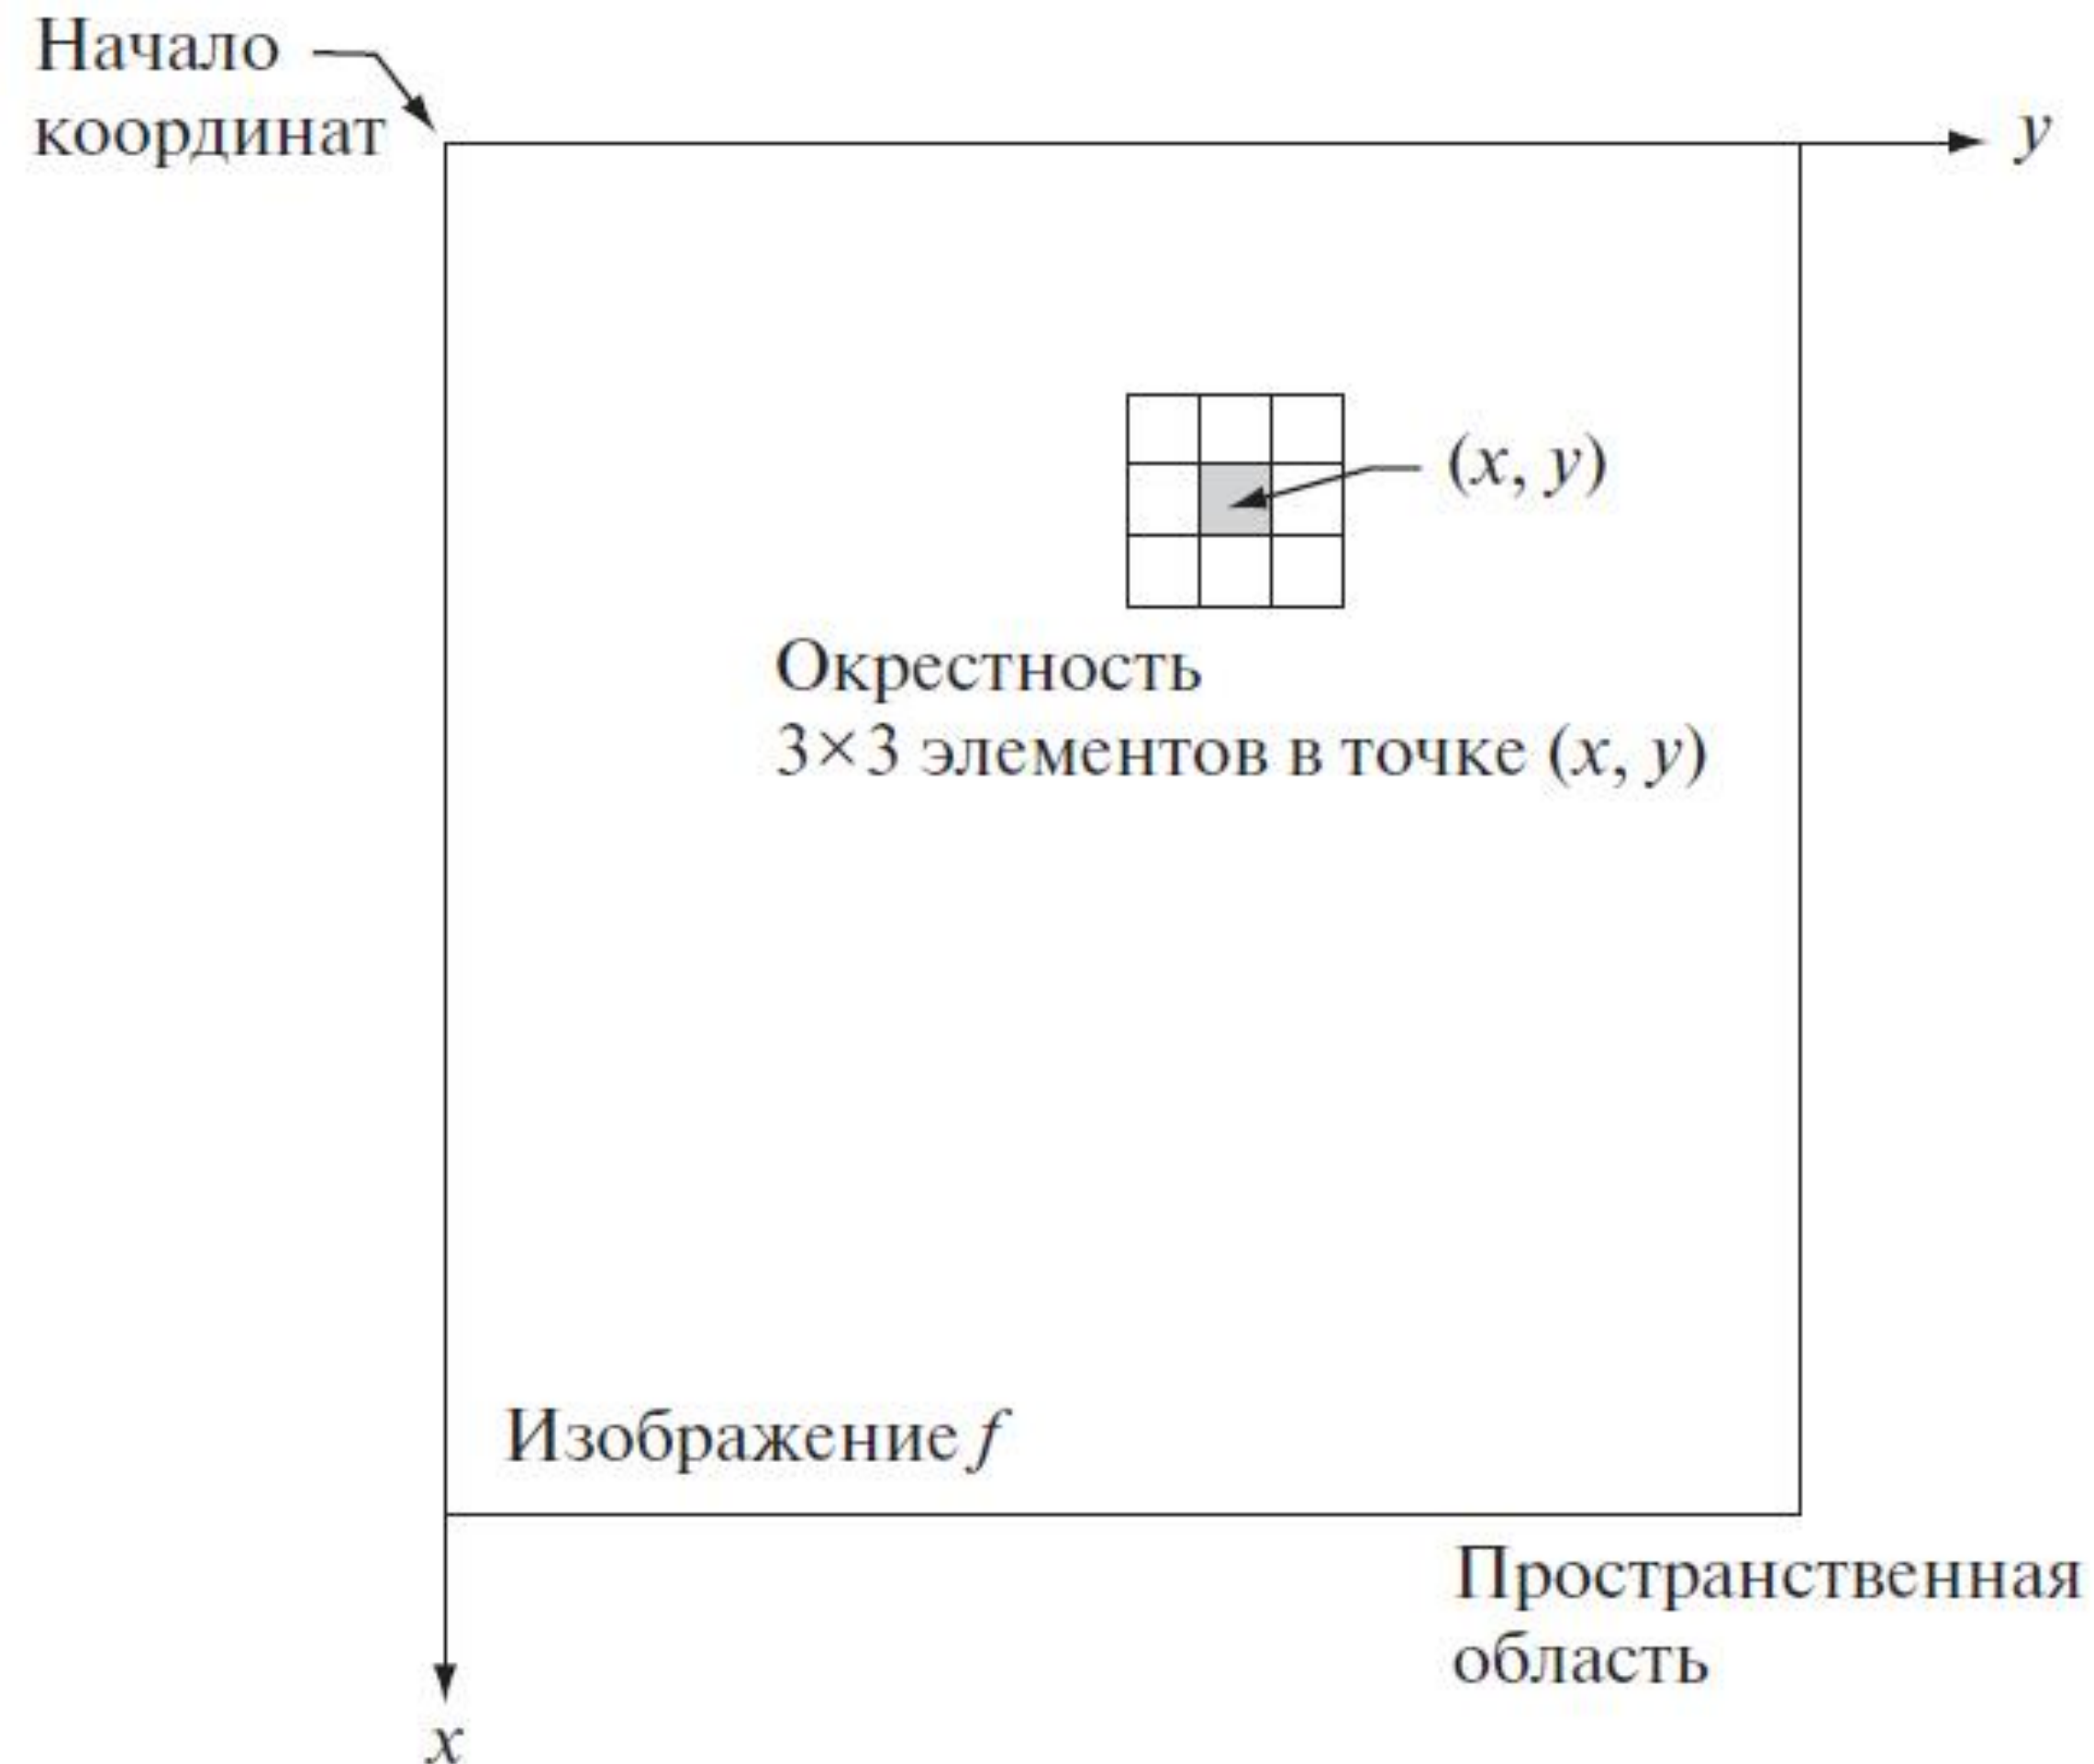 Начало
координат
y
(x, y)
Окрестность
3×3 элементов в точке (x, y)
Изображение f
Пространственная
область
x